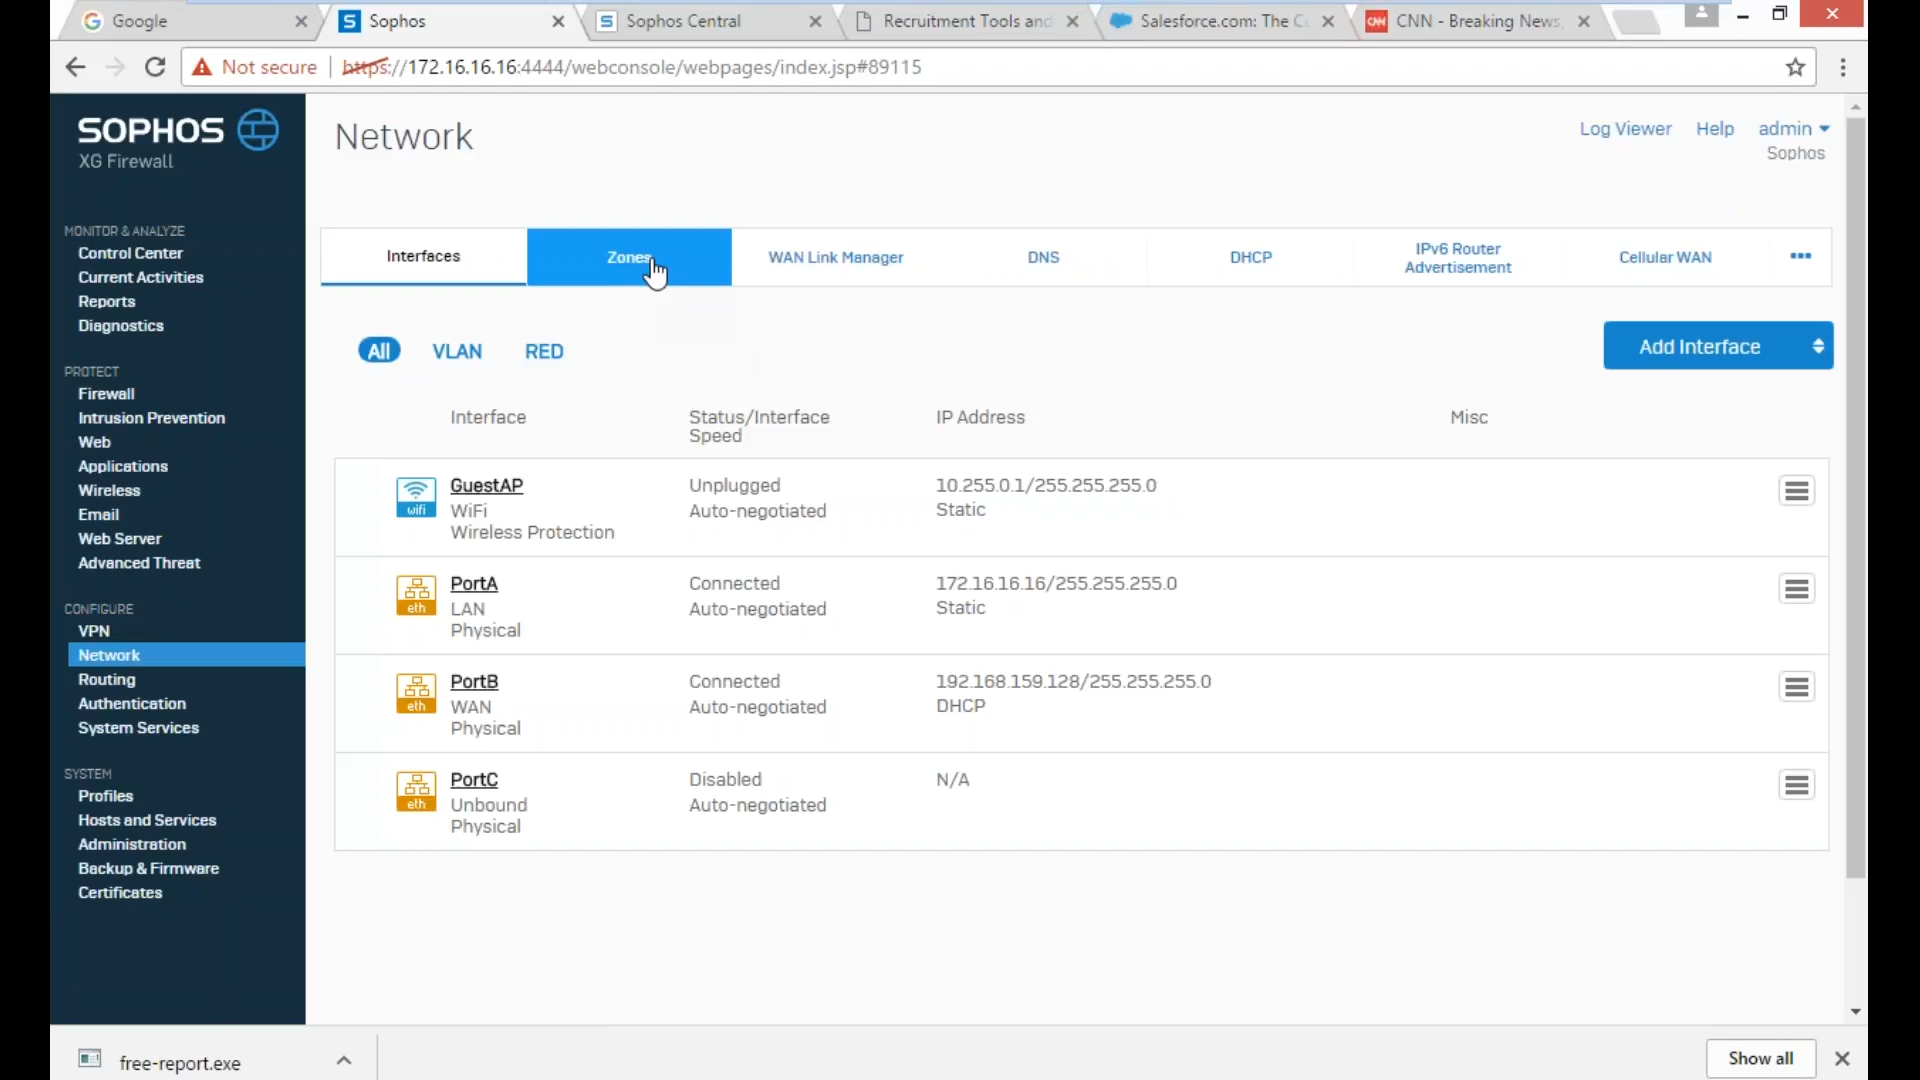 Google
Sophos
Sophos Central
Recruitment Tools and
Salesforce.com: The C
CNN - Breaking News,
Not secure
https://172.16.16.16:4444/webconsole/webpages/index.jsp#89115
SOPHOS
XG Firewall
Network
Log Viewer
Help
admin
Sophos
MONITOR & ANALYZE
Control Center
Current Activities
Reports
Diagnostics
PROTECT
Firewall
Intrusion Prevention
Web
Applications
Wireless
Email
Web Server
Advanced Threat
CONFIGURE
VPN
Network
Routing
Authentication
System Services
SYSTEM
Profiles
Hosts and Services
Administration
Backup & Firmware
Certificates
Interfaces
Zones
WAN Link Manager
DNS
DHCP
IPv6 Router
Advertisement
Cellular WAN
•••
All
VLAN
RED
Add Interface
Interface
Status/Interface
Speed
IP Address
Misc
wifi
GuestAP
WiFi
Wireless Protection
Unplugged
Auto-negotiated
10.255.0.1/255.255.255.0
Static
eth
PortA
LAN
Physical
Connected
Auto-negotiated
172.16.16.16/255.255.255.0
Static
eth
PortB
WAN
Physical
Connected
Auto-negotiated
192.168.159.128/255.255.255.0
DHCP
eth
PortC
Unbound
Physical
Disabled
Auto-negotiated
N/A
free-report.exe
Show all